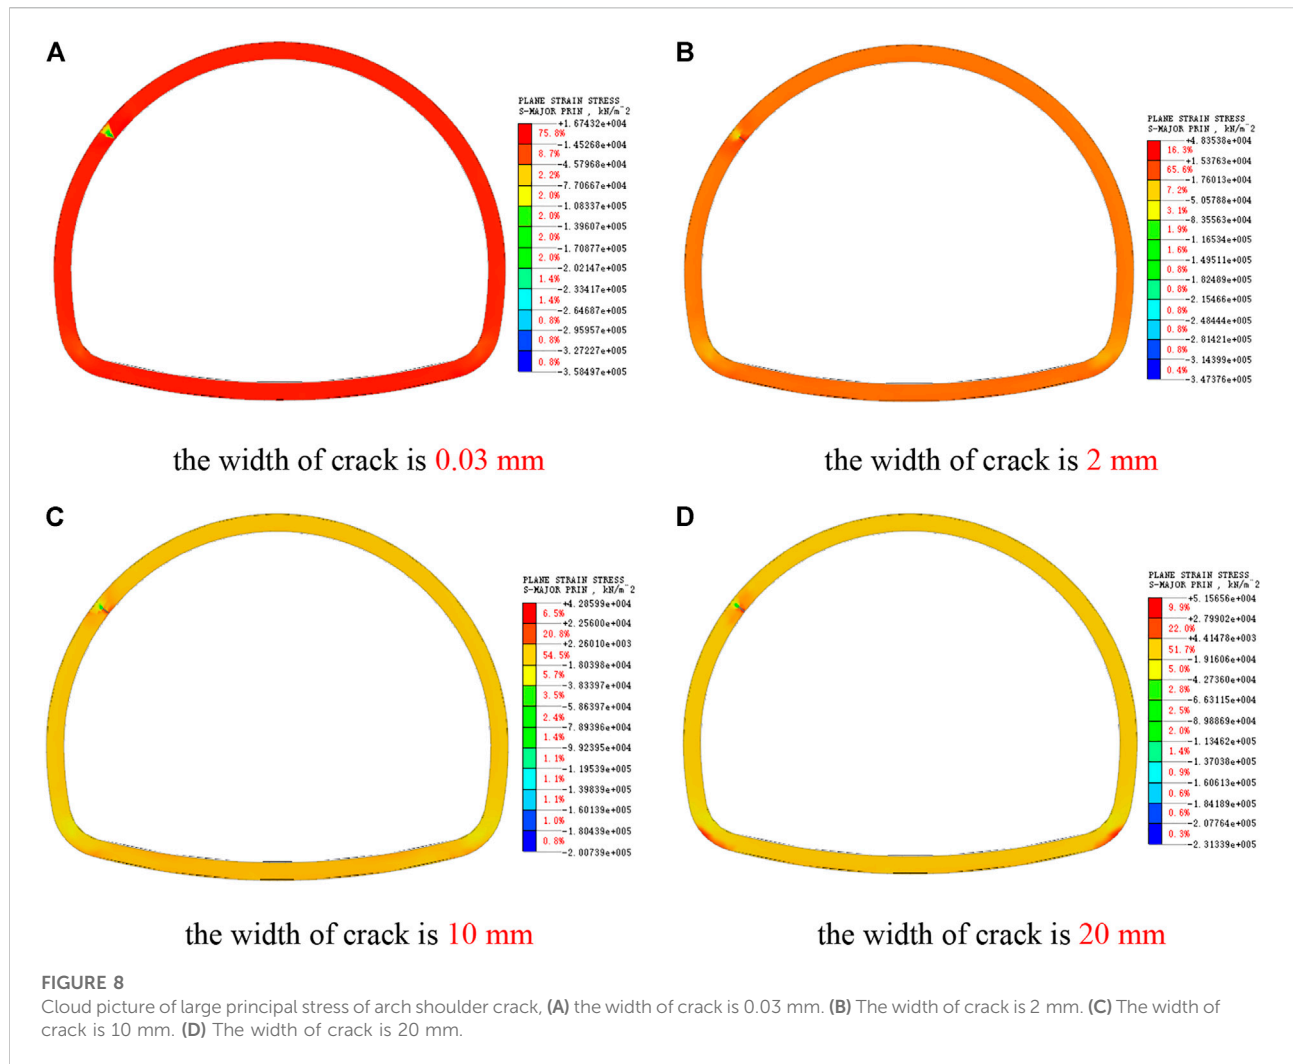 A
PLANE STRAIN STRESS
S-MAJOR PRIN , kN/m^2
+1.67432e+004
75.8%
-1.45268e+004
8.7%
-4.57968e+004
2.2%
-7.70667e+004
2.0%
-1.08337e+005
2.0%
-1.39607e+005
2.0%
-1.70877e+005
2.0%
-2.02147e+005
1.4%
-2.33417e+005
1.4%
-2.64687e+005
0.8%
-2.95957e+005
0.8%
-3.27227e+005
0.8%
-3.58497e+005
the width of crack is 0.03 mm
B
PLANE STRAIN STRESS
S-MAJOR PRIN , kN/m^2
+4.83538e+004
16.3%
+1.53763e+004
65.6%
-1.76013e+004
7.2%
-5.05788e+004
3.1%
-8.35563e+004
1.9%
-1.16534e+005
1.6%
-1.49511e+005
0.8%
-1.82489e+005
0.8%
-2.15466e+005
0.8%
-2.48444e+005
0.8%
-2.81421e+005
0.8%
-3.14399e+005
0.4%
-3.47376e+005
the width of crack is 2 mm
C
PLANE STRAIN STRESS
S-MAJOR PRIN , kN/m^2
+4.28599e+004
6.5%
+2.25600e+004
20.8%
+2.26010e+003
54.5%
-1.80398e+004
5.7%
-3.83397e+004
3.5%
-5.86397e+004
2.4%
-7.89396e+004
1.4%
-9.92395e+004
1.1%
-1.19539e+005
1.1%
-1.39839e+005
1.1%
-1.60139e+005
1.0%
-1.80439e+005
0.8%
-2.00739e+005
the width of crack is 10 mm
D
PLANE STRAIN STRESS
S-MAJOR PRIN , kN/m^2
+5.15656e+004
9.9%
+2.79902e+004
22.0%
+4.41478e+003
51.7%
-1.91606e+004
5.0%
-4.27360e+004
2.8%
-6.63115e+004
2.5%
-8.98869e+004
2.0%
-1.13462e+005
1.4%
-1.37038e+005
0.9%
-1.60613e+005
0.6%
-1.84189e+005
0.6%
-2.07764e+005
0.3%
-2.31339e+005
the width of crack is 20 mm
FIGURE 8
Cloud picture of large principal stress of arch shoulder crack, (A) the width of crack is 0.03 mm. (B) The width of crack is 2 mm. (C) The width of
crack is 10 mm. (D) The width of crack is 20 mm.